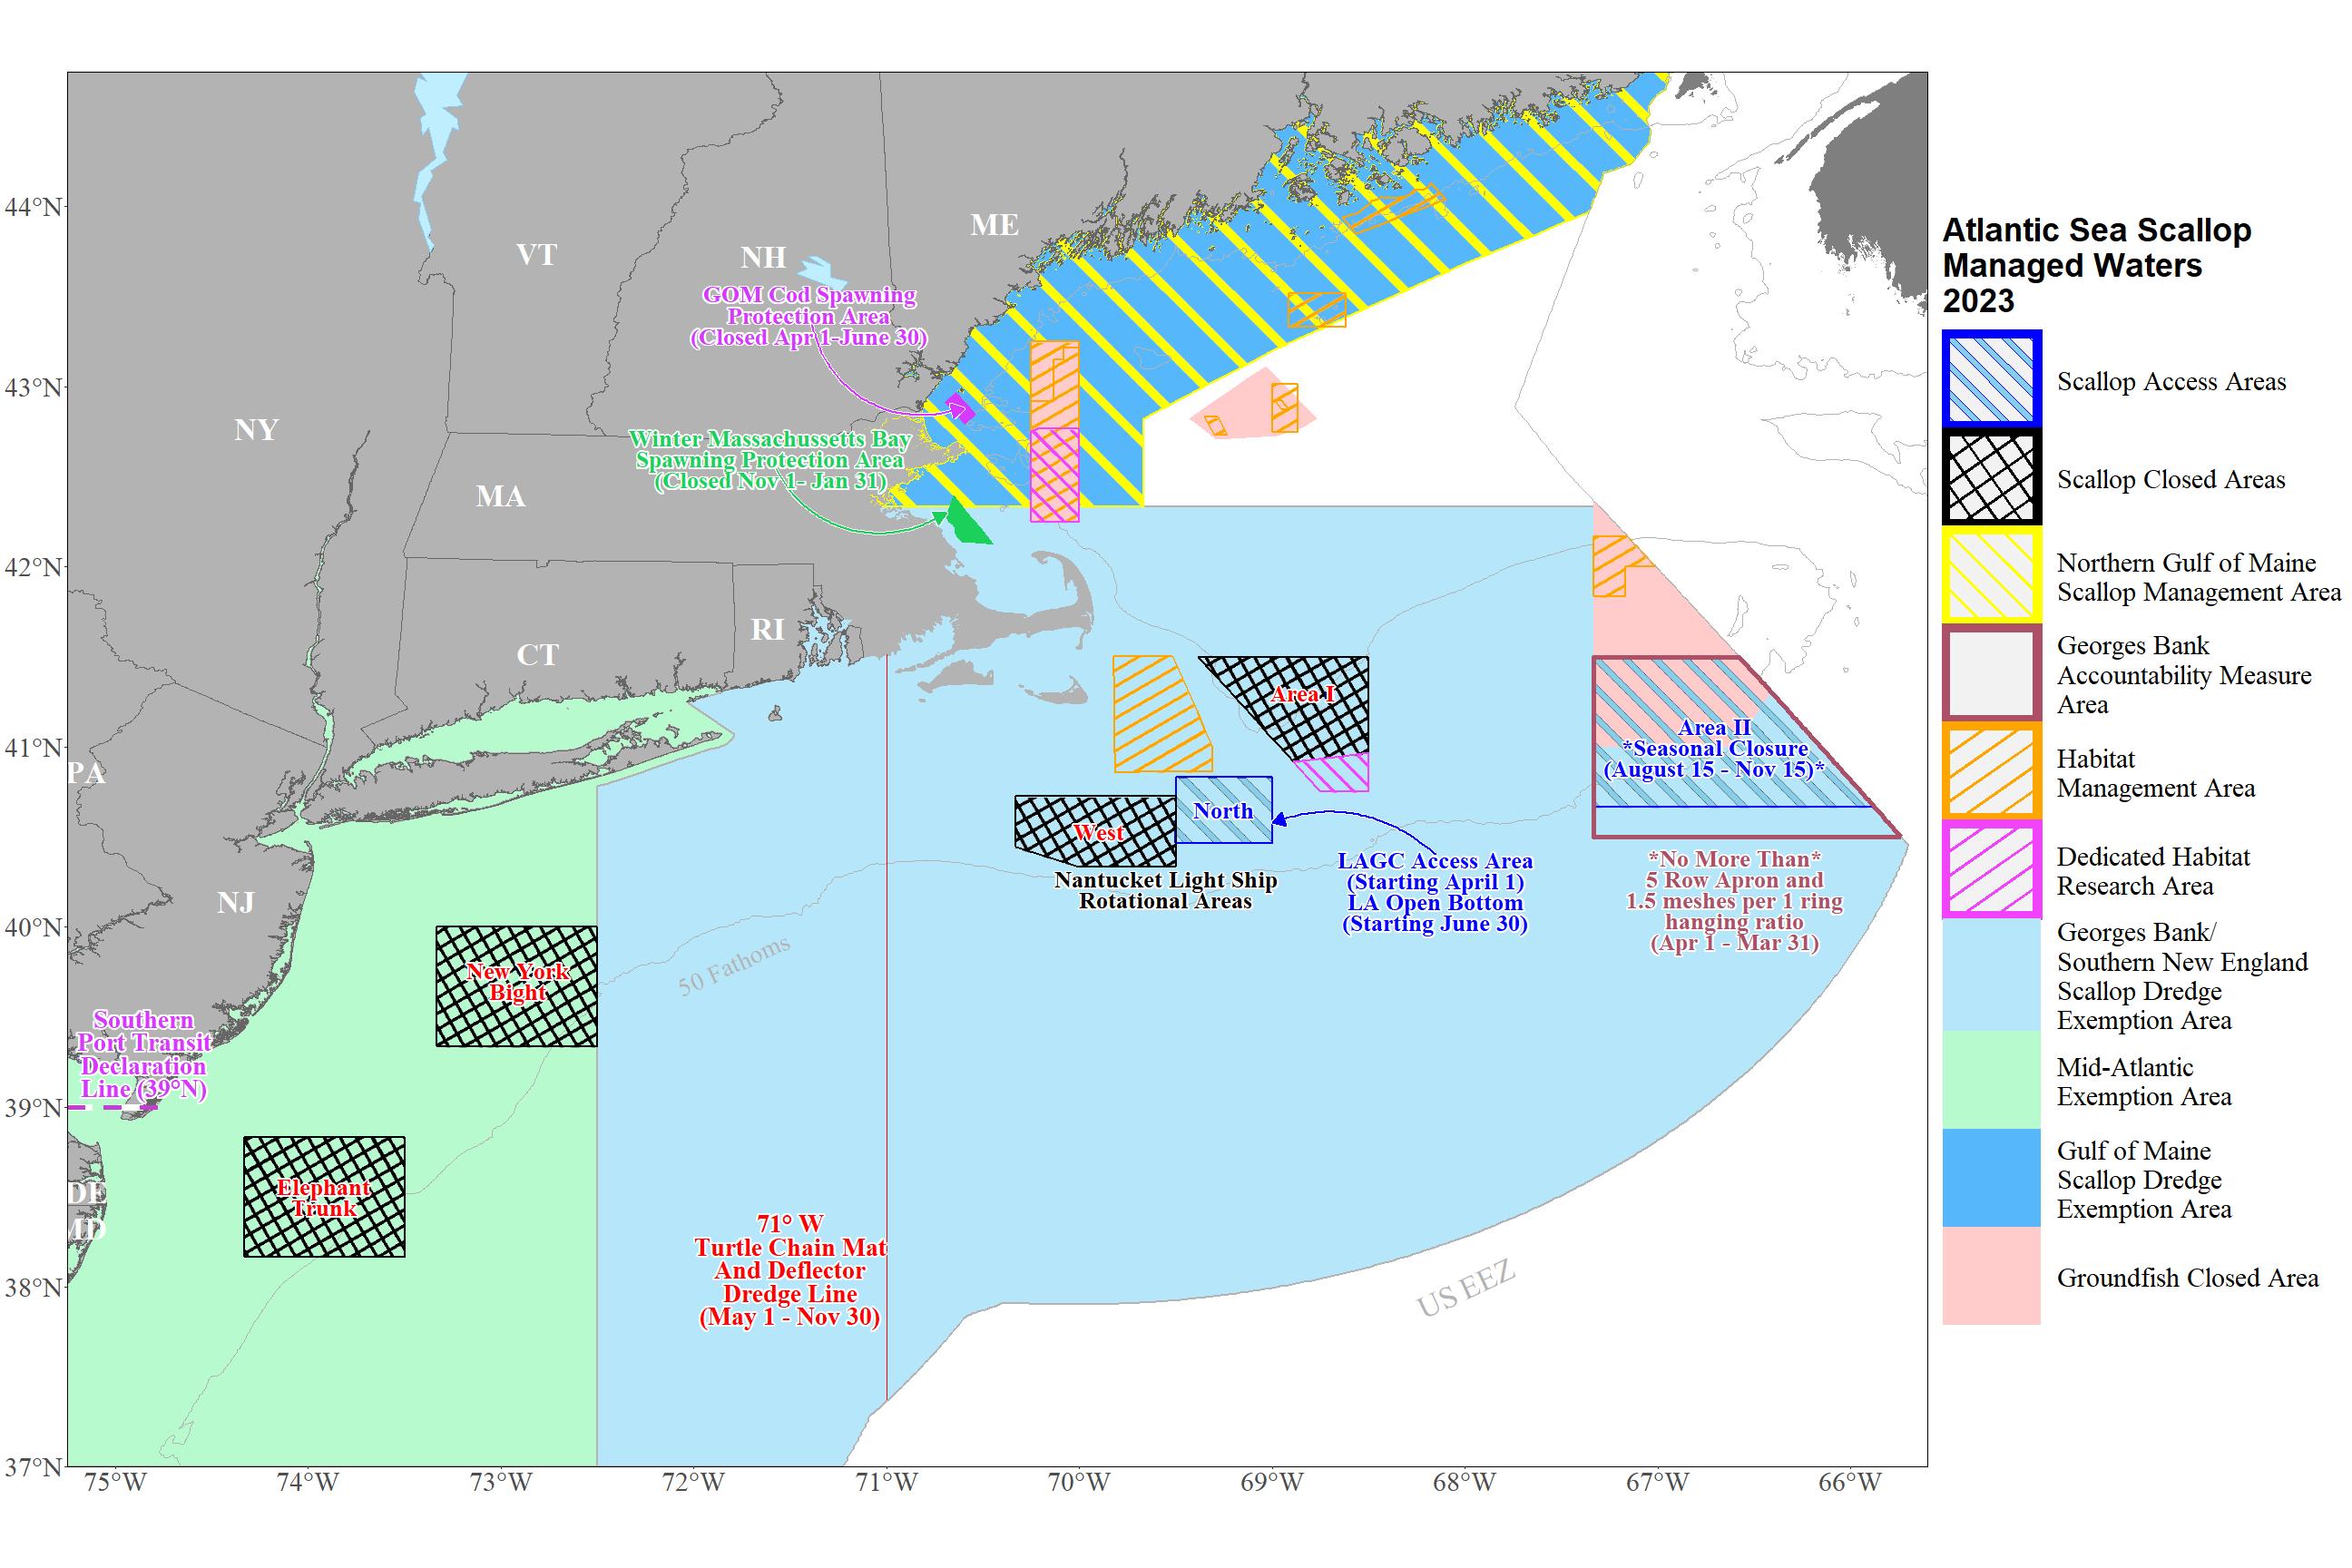 Atlantic Sea Scallop
Managed Waters
2023
Scallop Access Areas
Scallop Closed Areas
Northern Gulf of Maine
Scallop Management Area
Georges Bank
Accountability Measure
Area
Habitat
Management Area
Dedicated Habitat
Research Area
Georges Bank/
Southern New England
Scallop Dredge
Exemption Area
Mid-Atlantic
Exemption Area
Gulf of Maine
Scallop Dredge
Exemption Area
Groundfish Closed Area
44°N
43°N
42°N
41°N
40°N
39°N
38°N
37°N
75°W
74°W
73°W
72°W
71°W
70°W
69°W
68°W
67°W
66°W
ME
VT
NH
GOM Cod Spawning
Protection Area
(Closed Apr 1-June 30)
NY
Winter Massachussetts Bay
Spawning Protection Area
(Closed Nov 1- Jan 31)
MA
RI
CT
PA
NJ
DE
MD
Area I
Area II
*Seasonal Closure
(August 15 - Nov 15)*
North
West
Nantucket Light Ship
Rotational Areas
LAGC Access Area
(Starting April 1)
LA Open Bottom
(Starting June 30)
*No More Than*
5 Row Apron and
1.5 meshes per 1 ring
hanging ratio
(Apr 1 - Mar 31)
New York
Bight
50 Fathoms
Southern
Port Transit
Declaration
Line (39°N)
Elephant
Trunk
71° W
Turtle Chain Mat
And Deflector
Dredge Line
(May 1 - Nov 30)
US EEZ